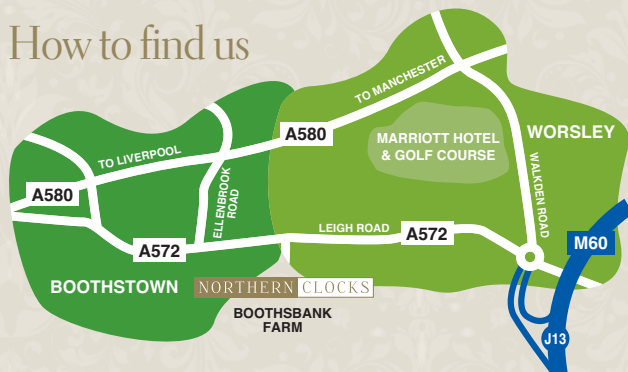 How to find us
TO MANCHESTER
A580
MARRIOTT HOTEL
& GOLF COURSE
WORSLEY
TO LIVERPOOL
A580
ELLENBROOK
ROAD
WALKDEN ROAD
LEIGH ROAD
A572
A572
M60
BOOTHSTOWN
NORTHERN CLOCKS
BOOTHSBANK
FARM
J13